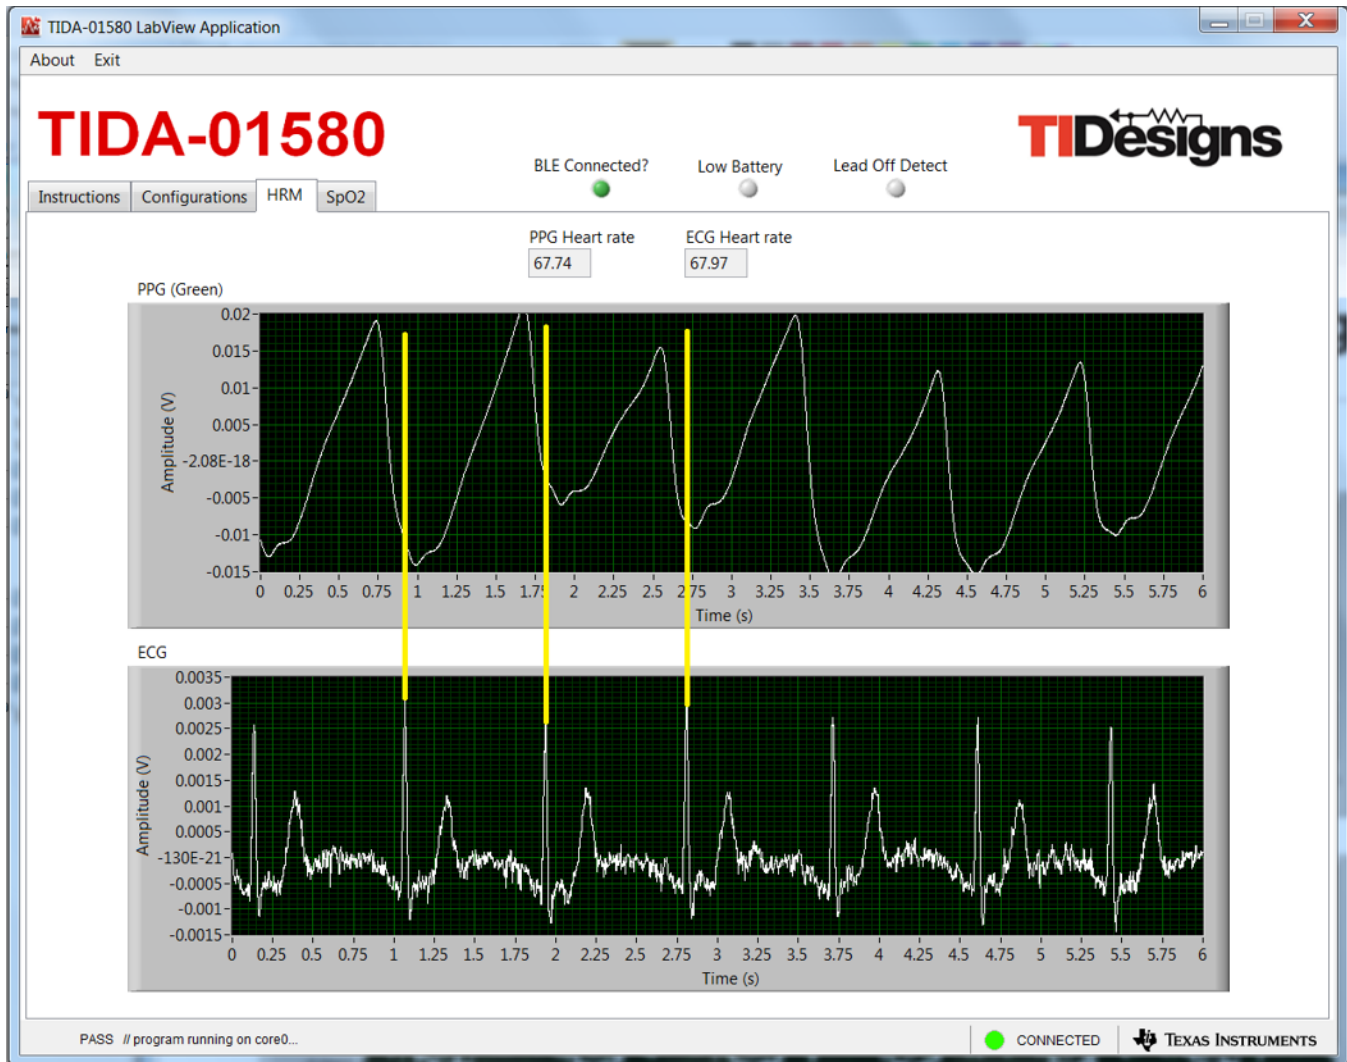 TIDA-01580 LabView Application
About Exit
TIDA-01580
TIDesigns
BLE Connected? Low Battery Lead Off Detect
Instructions Configurations HRM SpO2
PPG Heart rate ECG Heart rate
67.74 67.97
PPG (Green)
0.02
0.015
0.01
0.005
-2.08E-18
-0.005
-0.01
-0.015
Amplitude (V)
0 0.25 0.5 0.75 1 1.25 1.5 1.75 2 2.25 2.5 2.75 3 3.25 3.5 3.75 4 4.25 4.5 4.75 5 5.25 5.5 5.75 6
Time (s)
ECG
0.0035
0.003
0.0025
0.002
0.0015
0.001
0.0005
-130E-21
-0.0005
-0.001
-0.0015
Amplitude (V)
0 0.25 0.5 0.75 1 1.25 1.5 1.75 2 2.25 2.5 2.75 3 3.25 3.5 3.75 4 4.25 4.5 4.75 5 5.25 5.5 5.75 6
Time (s)
PASS // program running on core0...
CONNECTED
TEXAS INSTRUMENTS